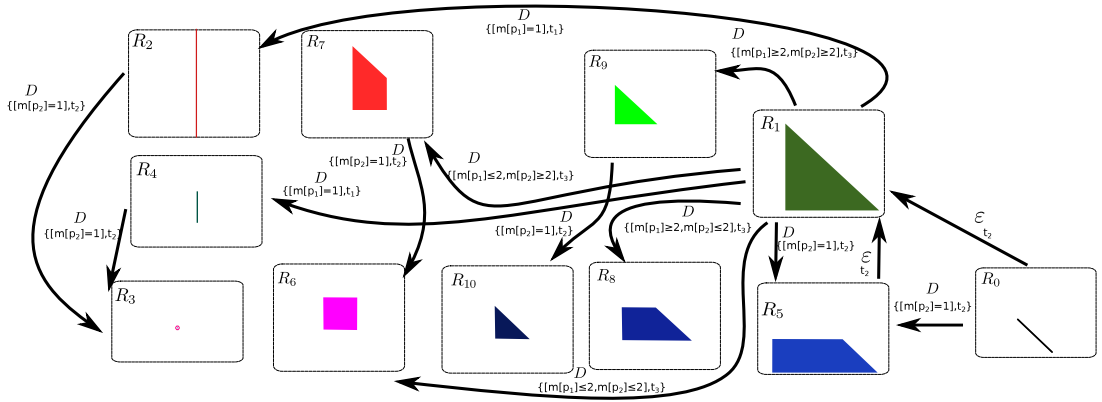 D
{[m[p₁]=1],t₁}
R₂
R₇
D
{[m[p₁]≥2,m[p₂]≥2],t₃}
R₉
D
{[m[p₂]=1],t₂}
R₁
D
{[m[p₂]=1],t₂}
R₄
D
{[m[p₁]=1],t₁}
D
{[m[p₁]≤2,m[p₂]≥2],t₃}
D
{[m[p₂]=1],t₂}
D
{[m[p₂]=1],t₂}
D
{[m[p₁]≥2,m[p₂]≤2],t₃}
D
{[m[p₂]=1],t₂}
ε
t₂
ε
t₂
R₃
R₆
R₁₀
R₈
R₅
D
{[m[p₂]=1],t₂}
R₀
D
{[m[p₁]≤2,m[p₂]≤2],t₃}